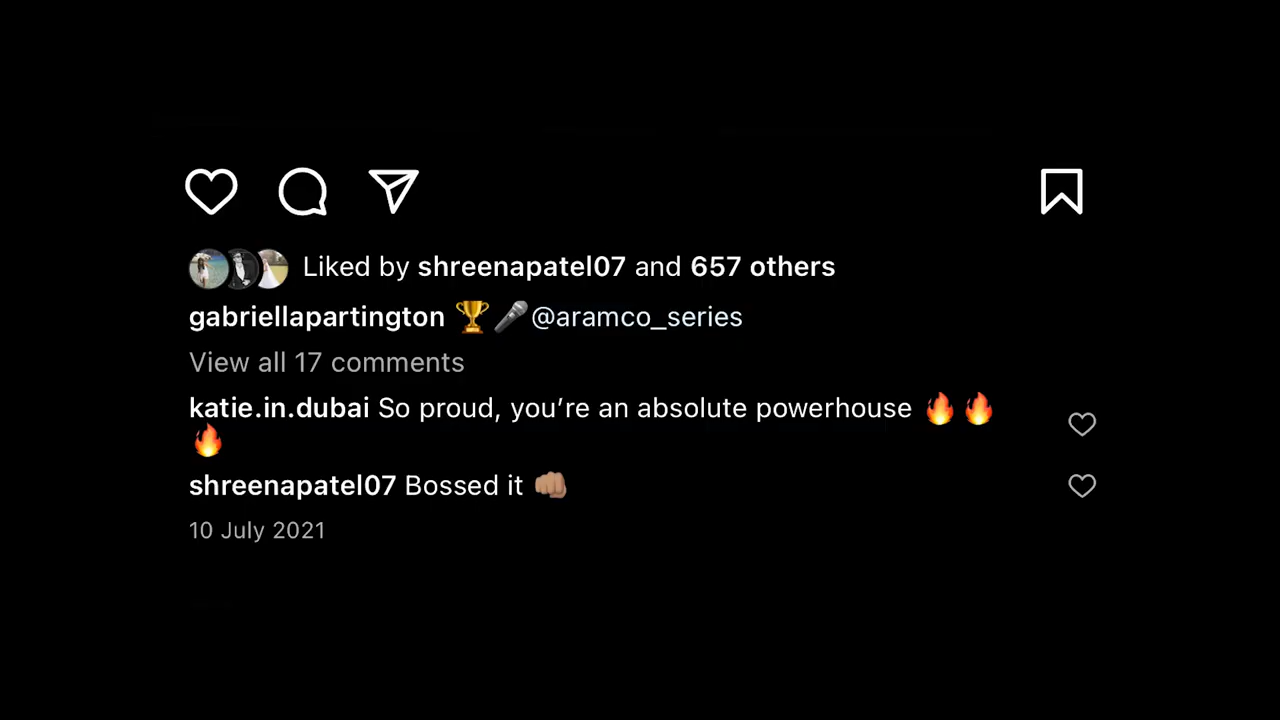 Liked by shreenapatel07 and 657 others
gabriellapartington 🏆🎤@aramco_series
View all 17 comments
katie.in.dubai So proud, you’re an absolute powerhouse 🔥🔥
🔥
shreenapatel07 Bossed it 👊🏼
10 July 2021